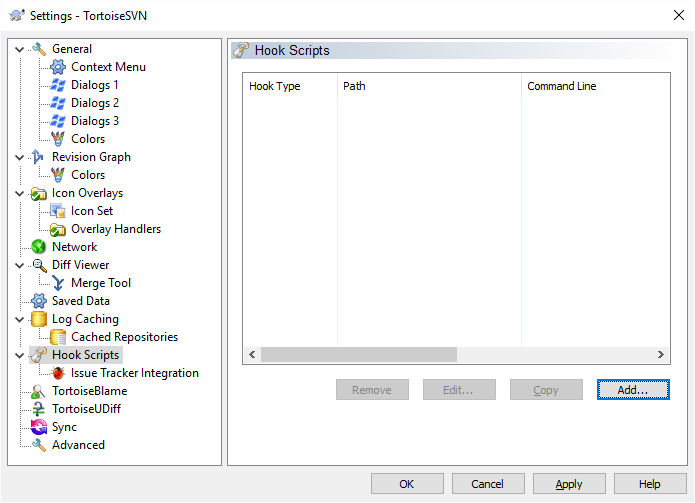 Settings - TortoiseSVN
General
Context Menu
Dialogs 1
Dialogs 2
Dialogs 3
Colors
Revision Graph
Colors
Icon Overlays
Icon Set
Overlay Handlers
Network
Diff Viewer
Merge Tool
Saved Data
Log Caching
Cached Repositories
Hook Scripts
Issue Tracker Integration
TortoiseBlame
TortoiseUDiff
Sync
Advanced
Hook Scripts
Hook Type Path Command Line
Remove Edit... Copy Add...
OK Cancel Apply Help